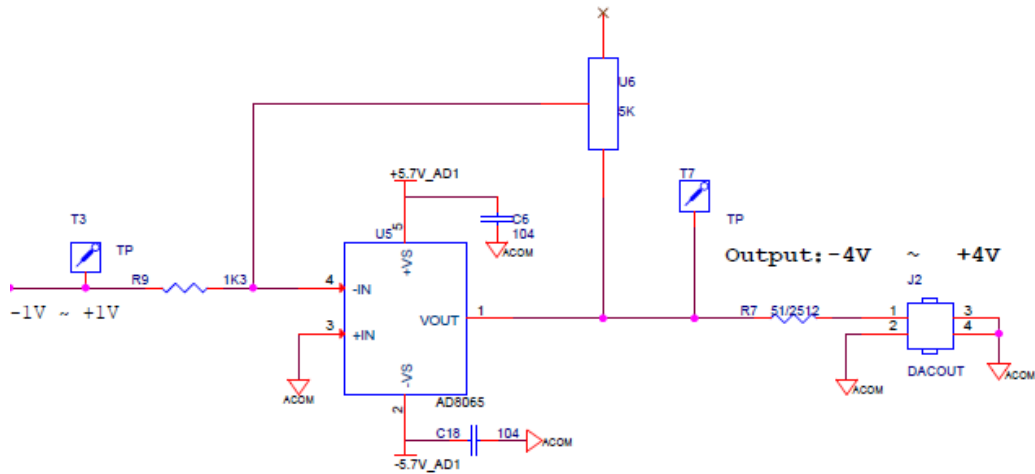 U6
5K
+5.7V_AD1
T7
TP
T3
TP
U5
5
C6
104
ACOM
+VS
Output:-4V ~ +4V
R9
1K3
4
-IN
J2
-1V ~ +1V
3
+IN
VOUT
1
R7
51/2512
1
2
3
4
ACOM
-VS
ACOM
ACOM
DACOUT
AD8065
2
C18
104
ACOM
-5.7V_AD1